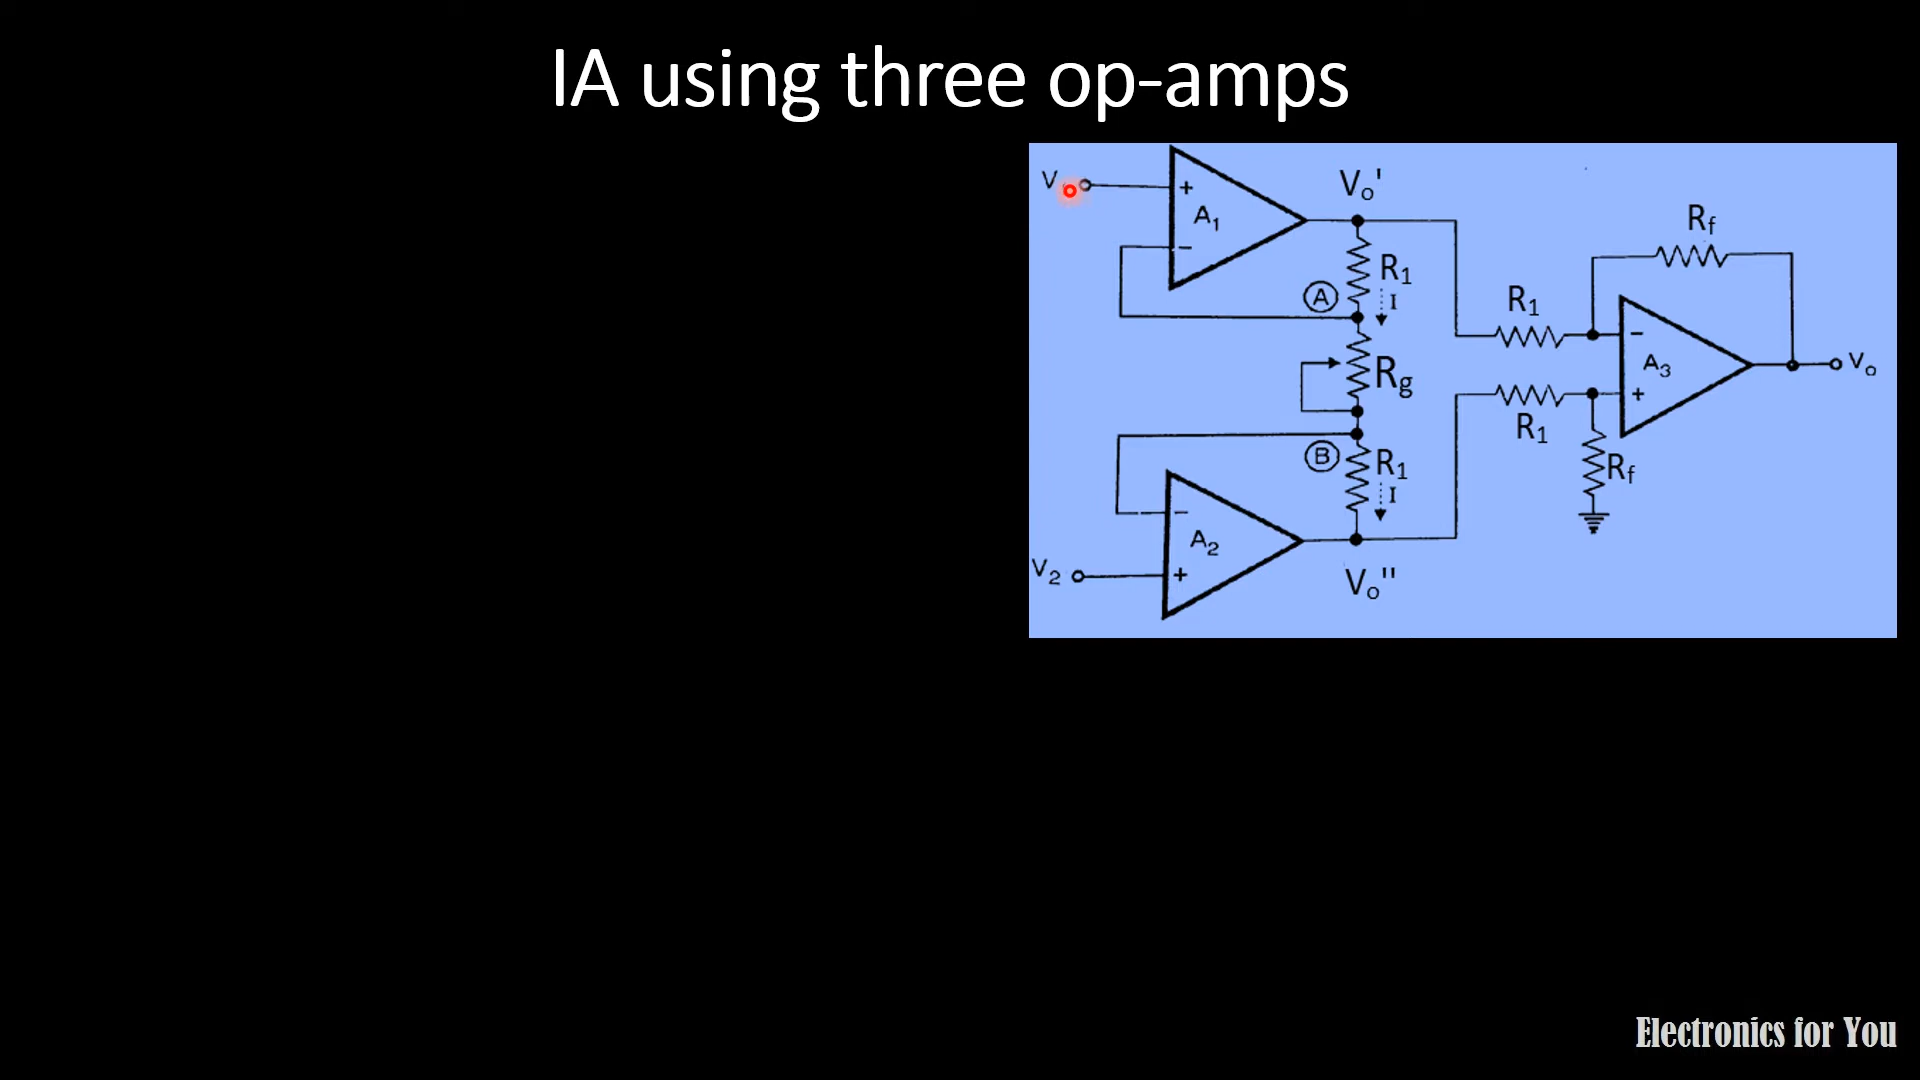 IA using three op-amps
V
+
A₁
−
Vₒ'
R₁
I
A
Rg
B
R₁
I
−
A₂
+
V₂
Vₒ''
R₁
R₁
Rf
−
A₃
+
Rf
Vₒ
Electronics for You